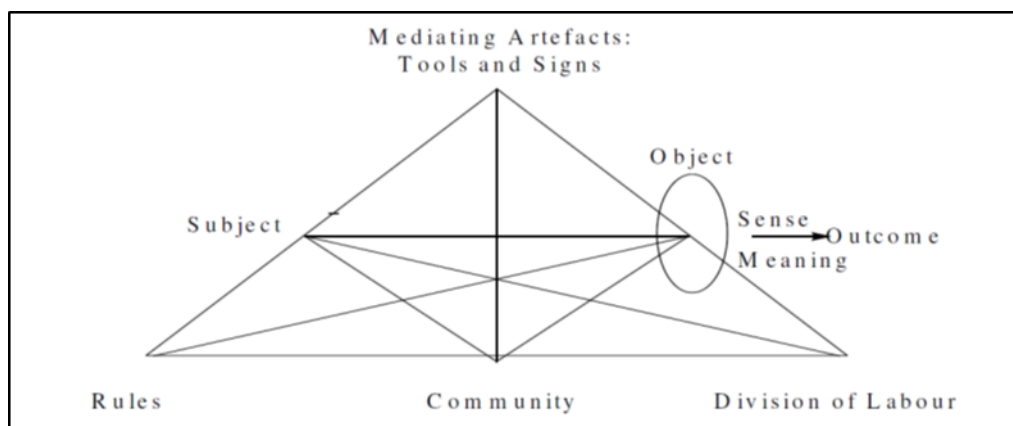 Mediating Artefacts:
Tools and Signs
Object
Subject
Sense
Outcome
Meaning
Rules
Community
Division of Labour